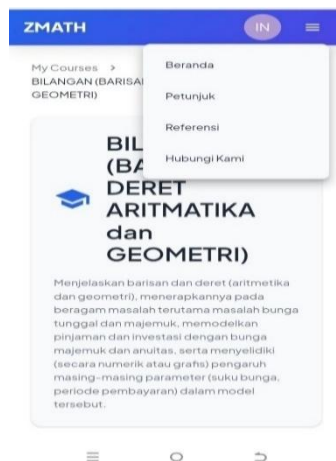 ZMATH
IN
My Courses >
BILANGAN (BARISA
GEOMETRI)
Beranda
Petunjuk
Referensi
Hubungi Kami
BIL
(BA
DERET
ARITMATIKA
dan
GEOMETRI)
Menjelaskan barisan dan deret (aritmetika
dan geometri), menerapkannya pada
beragam masalah terutama masalah bunga
tunggal dan majemuk, memodelkan
pinjaman dan investasi dengan bunga
majemuk dan anuitas, serta menyelidiki
(secara numerik atau grafis) pengaruh
masing-masing parameter (suku bunga,
periode pembayaran) dalam model
tersebut.